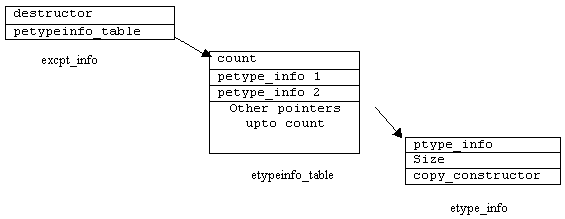 destructor
petypeinfo_table
excpt_info
count
petype_info 1
petype_info 2
Other pointers
upto count
etypeinfo_table
ptype_info
Size
copy_constructor
etype_info